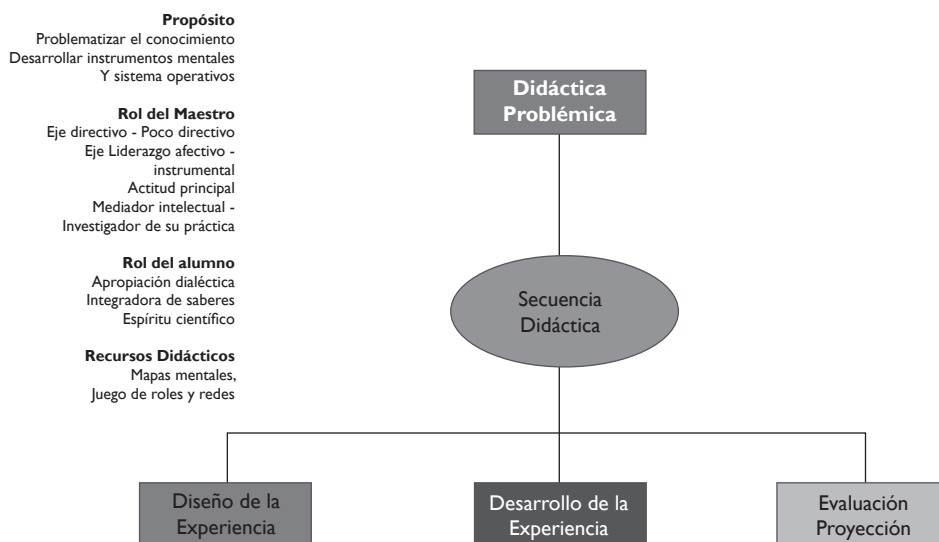 Propósito
Problematizar el conocimiento
Desarrollar instrumentos mentales
Y sistema operativos
Rol del Maestro
Eje directivo - Poco directivo
Eje Liderazgo afectivo -
instrumental
Actitud principal
Mediador intelectual -
Investigador de su práctica
Rol del alumno
Apropiación dialéctica
Integradora de saberes
Espíritu científico
Recursos Didácticos
Mapas mentales,
Juego de roles y redes
Didáctica
Problémica
Secuencia
Didáctica
Diseño de la
Experiencia
Desarrollo de la
Experiencia
Evaluación
Proyección